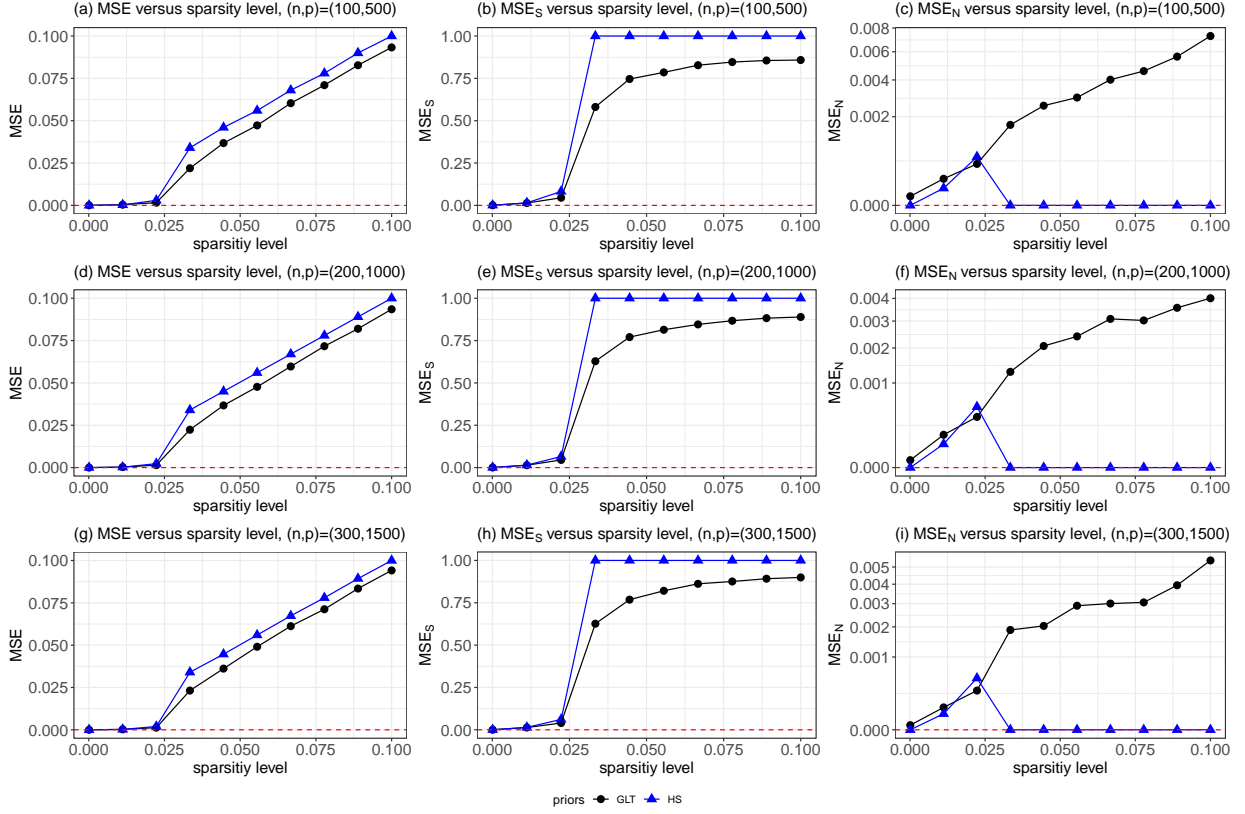 (a) MSE versus sparsity level, (n,p)=(100,500)
0.100
0.075
0.050
0.025
0.000
MSE
0.000 0.025 0.050 0.075 0.100
sparsitiy level
(b) MSE_S versus sparsity level, (n,p)=(100,500)
1.00
0.75
0.50
0.25
0.00
MSE_S
0.000 0.025 0.050 0.075 0.100
sparsitiy level
(c) MSE_N versus sparsity level, (n,p)=(100,500)
0.008
0.006
0.004
0.002
0.000
MSE_N
0.000 0.025 0.050 0.075 0.100
sparsitiy level
(d) MSE versus sparsity level, (n,p)=(200,1000)
0.100
0.075
0.050
0.025
0.000
MSE
0.000 0.025 0.050 0.075 0.100
sparsitiy level
(e) MSE_S versus sparsity level, (n,p)=(200,1000)
1.00
0.75
0.50
0.25
0.00
MSE_S
0.000 0.025 0.050 0.075 0.100
sparsitiy level
(f) MSE_N versus sparsity level, (n,p)=(200,1000)
0.004
0.003
0.002
0.001
0.000
MSE_N
0.000 0.025 0.050 0.075 0.100
sparsitiy level
(g) MSE versus sparsity level, (n,p)=(300,1500)
0.100
0.075
0.050
0.025
0.000
MSE
0.000 0.025 0.050 0.075 0.100
sparsitiy level
(h) MSE_S versus sparsity level, (n,p)=(300,1500)
1.00
0.75
0.50
0.25
0.00
MSE_S
0.000 0.025 0.050 0.075 0.100
sparsitiy level
(i) MSE_N versus sparsity level, (n,p)=(300,1500)
0.005
0.004
0.003
0.002
0.001
0.000
MSE_N
0.000 0.025 0.050 0.075 0.100
sparsitiy level
priors GLT HS